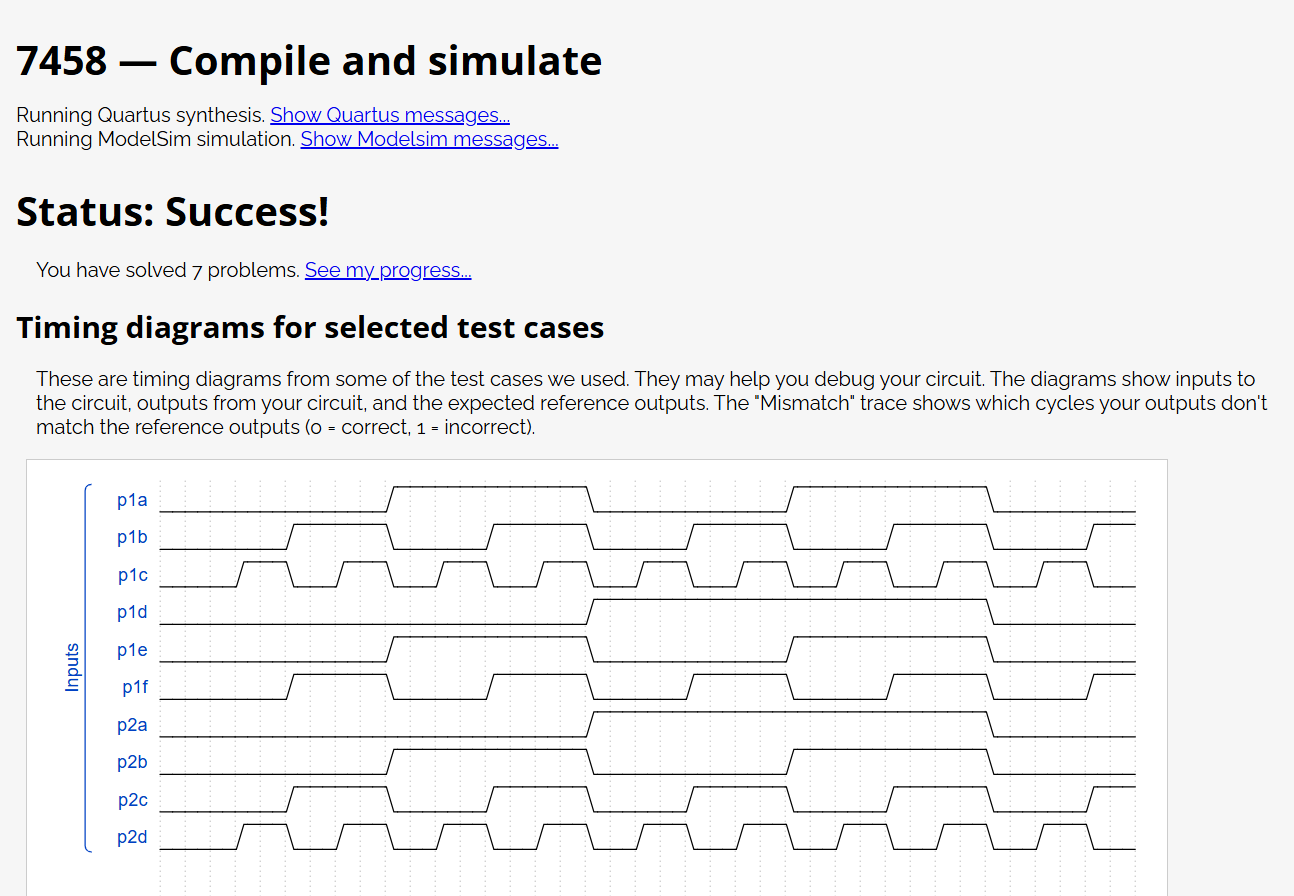 7458 — Compile and simulate
Running Quartus synthesis. Show Quartus messages...
Running ModelSim simulation. Show Modelsim messages...
Status: Success!
You have solved 7 problems. See my progress...
Timing diagrams for selected test cases
These are timing diagrams from some of the test cases we used. They may help you debug your circuit. The diagrams show inputs to
the circuit, outputs from your circuit, and the expected reference outputs. The "Mismatch" trace shows which cycles your outputs don't
match the reference outputs (0 = correct, 1 = incorrect).
Inputs
p1a
p1b
p1c
p1d
p1e
p1f
p2a
p2b
p2c
p2d